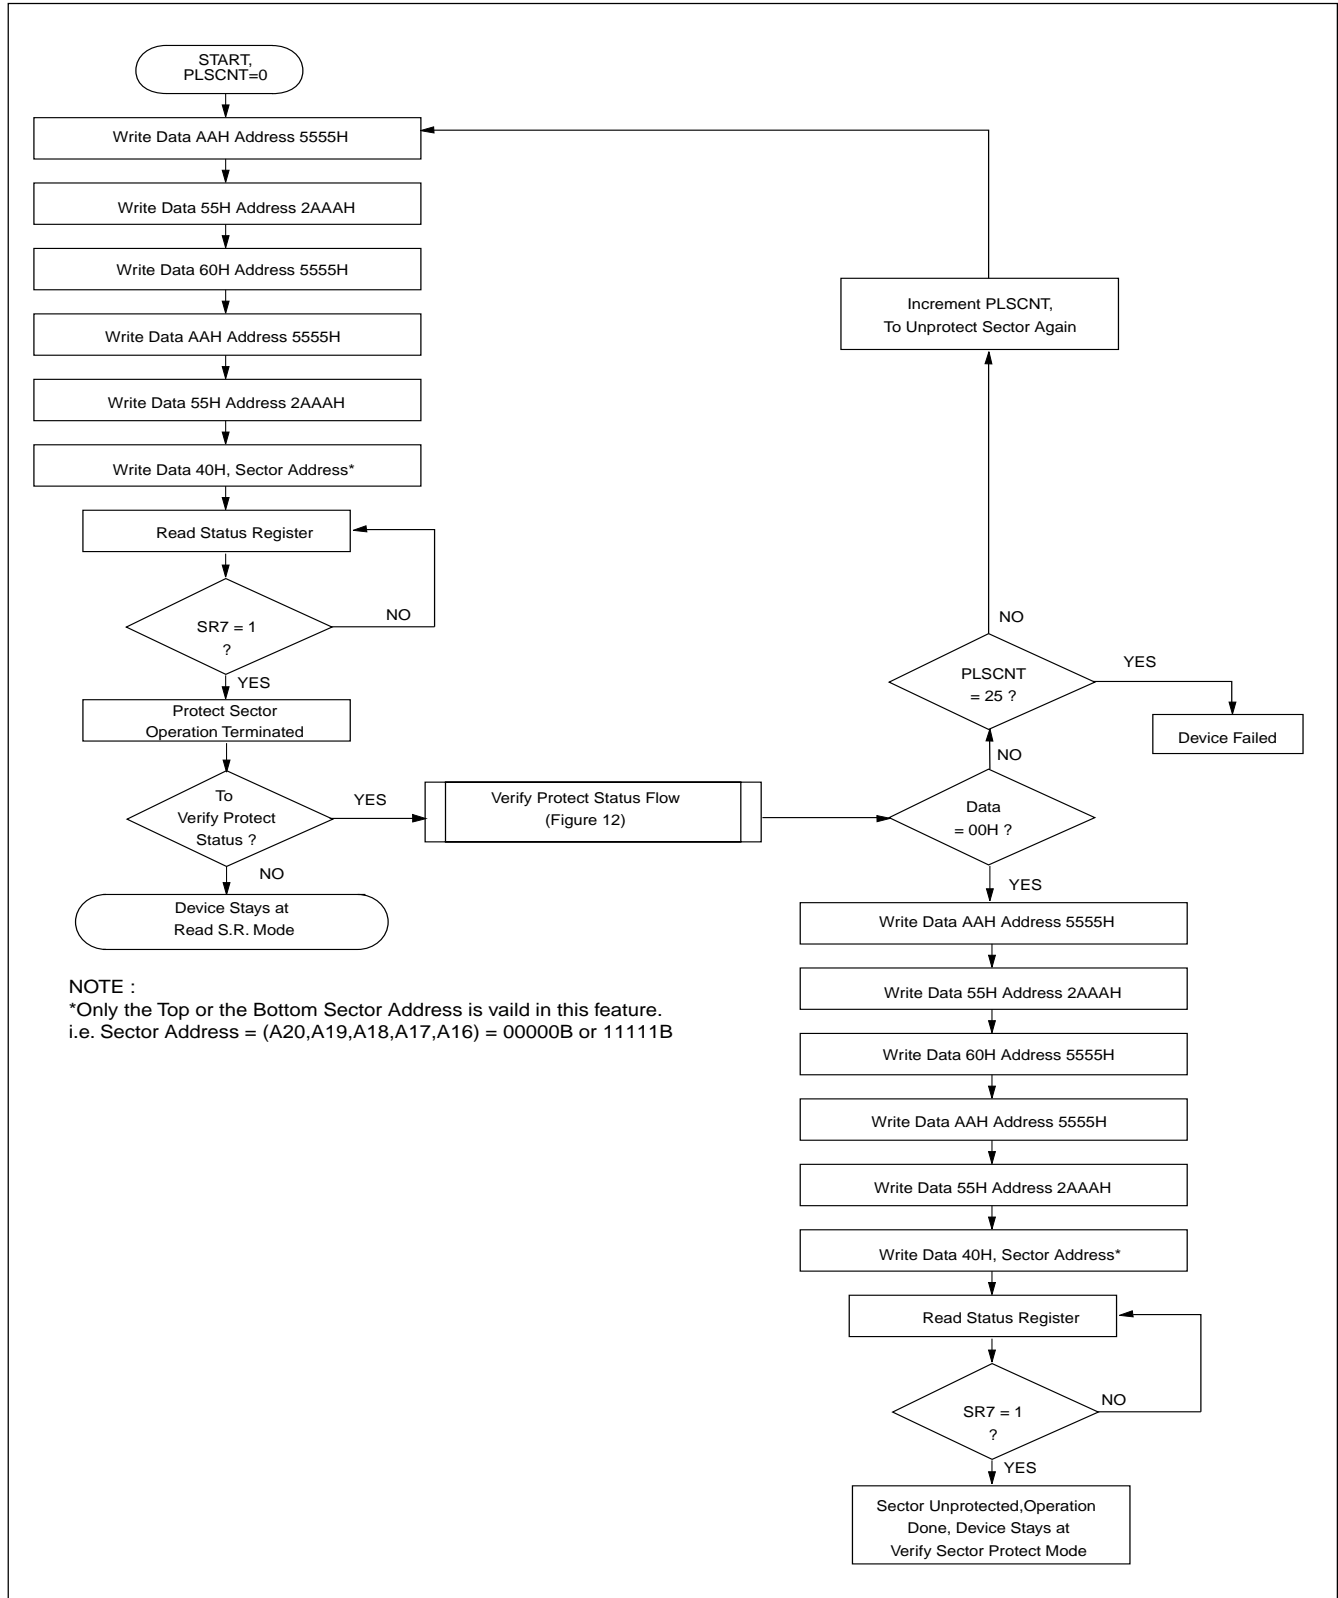 START,
PLSCNT=0
Write Data AAH Address 5555H
Write Data 55H Address 2AAAH
Write Data 60H Address 5555H
Write Data AAH Address 5555H
Write Data 55H Address 2AAAH
Write Data 40H, Sector Address*
Read Status Register
SR7 = 1
?
NO
YES
Protect Sector
Operation Terminated
To
Verify Protect
Status ?
YES
NO
Device Stays at
Read S.R. Mode
Verify Protect Status Flow
(Figure 12)
Increment PLSCNT,
To Unprotect Sector Again
NO
PLSCNT
= 25 ?
YES
Device Failed
NO
Data
= 00H ?
YES
Write Data AAH Address 5555H
Write Data 55H Address 2AAAH
Write Data 60H Address 5555H
Write Data AAH Address 5555H
Write Data 55H Address 2AAAH
Write Data 40H, Sector Address*
Read Status Register
SR7 = 1
?
NO
YES
Sector Unprotected,Operation
Done, Device Stays at
Verify Sector Protect Mode
NOTE :
*Only the Top or the Bottom Sector Address is vaild in this feature.
i.e. Sector Address = (A20,A19,A18,A17,A16) = 00000B or 11111B